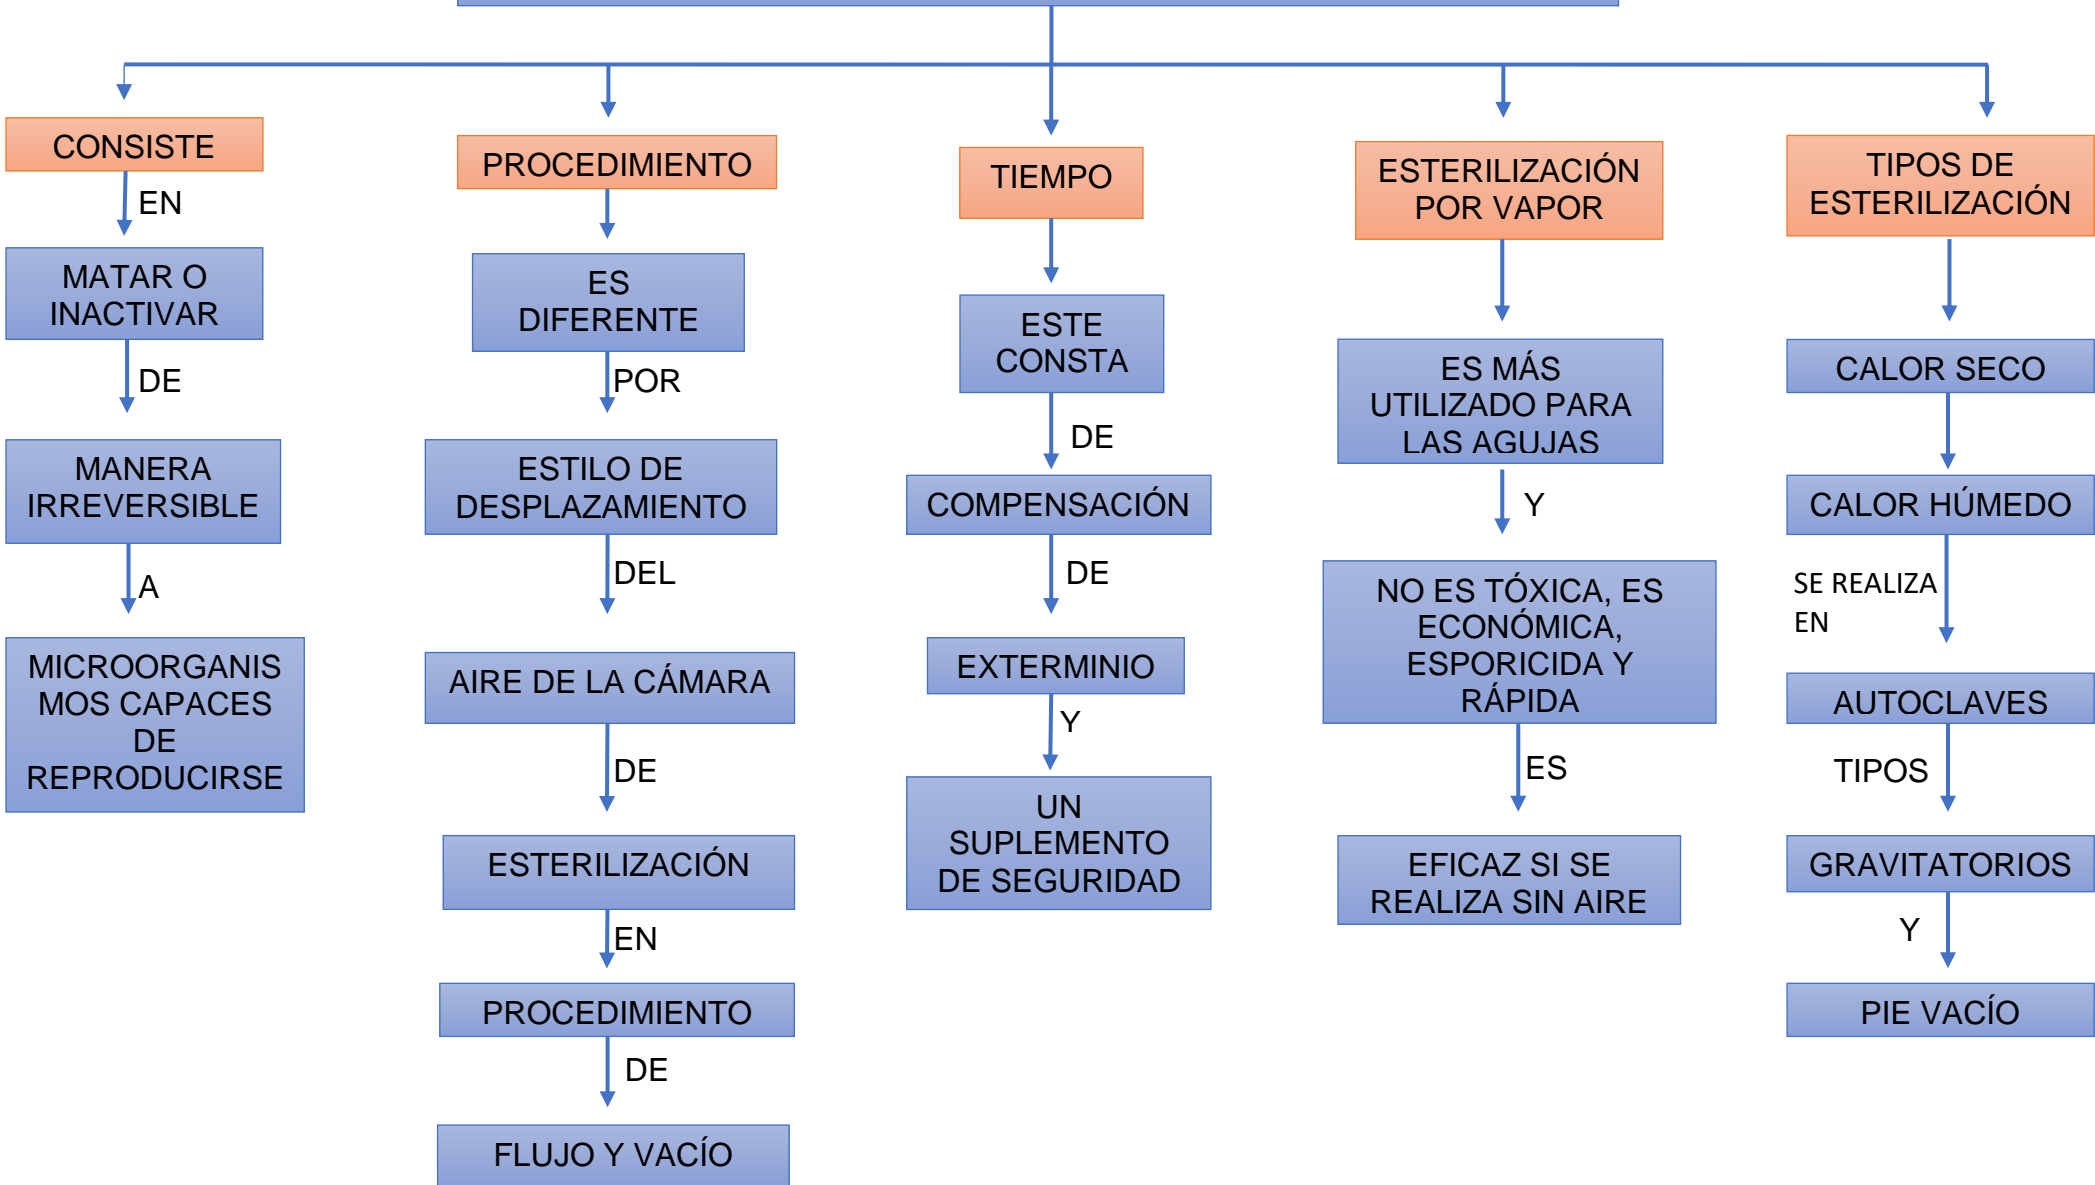 CONSISTE
EN
MATAR O
INACTIVAR
DE
MANERA
IRREVERSIBLE
A
MICROORGANIS
MOS CAPACES
DE
REPRODUCIRSE
PROCEDIMIENTO
ES
DIFERENTE
POR
ESTILO DE
DESPLAZAMIENTO
DEL
AIRE DE LA CÁMARA
DE
ESTERILIZACIÓN
EN
PROCEDIMIENTO
DE
FLUJO Y VACÍO
TIEMPO
ESTE
CONSTA
DE
COMPENSACIÓN
DE
EXTERMINIO
Y
UN
SUPLEMENTO
DE SEGURIDAD
ESTERILIZACIÓN
POR VAPOR
ES MÁS
UTILIZADO PARA
LAS AGUJAS
Y
NO ES TÓXICA, ES
ECONÓMICA,
ESPORICIDA Y
RÁPIDA
ES
EFICAZ SI SE
REALIZA SIN AIRE
TIPOS DE
ESTERILIZACIÓN
CALOR SECO
CALOR HÚMEDO
SE REALIZA
EN
AUTOCLAVES
TIPOS
GRAVITATORIOS
Y
PIE VACÍO